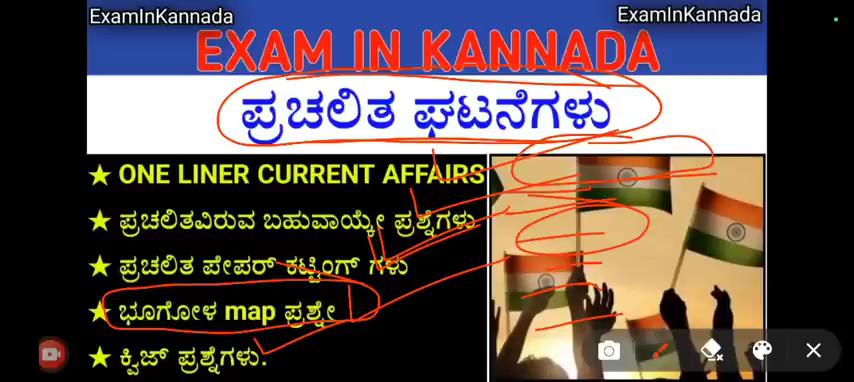 ExamInKannada
ExamInKannada
EXAM IN KANNADA
ಪ್ರಚಲಿತ ಘಟನೆಗಳು
★ ONE LINER CURRENT AFFAIRS
★ ಪ್ರಚಲಿತವಿರುವ ಬಹುವಾಯ್ಕೇ ಪ್ರಶ್ನೆಗಳು
★ ಪ್ರಚಲಿತ ಪೇಪರ್ ಕಟ್ಟಿಂಗ್ ಗಳು
★ ಭೂಗೋಳ map ಪ್ರಶ್ನೇ
★ ಕ್ವಿಜ್ ಪ್ರಶ್ನೆಗಳು.